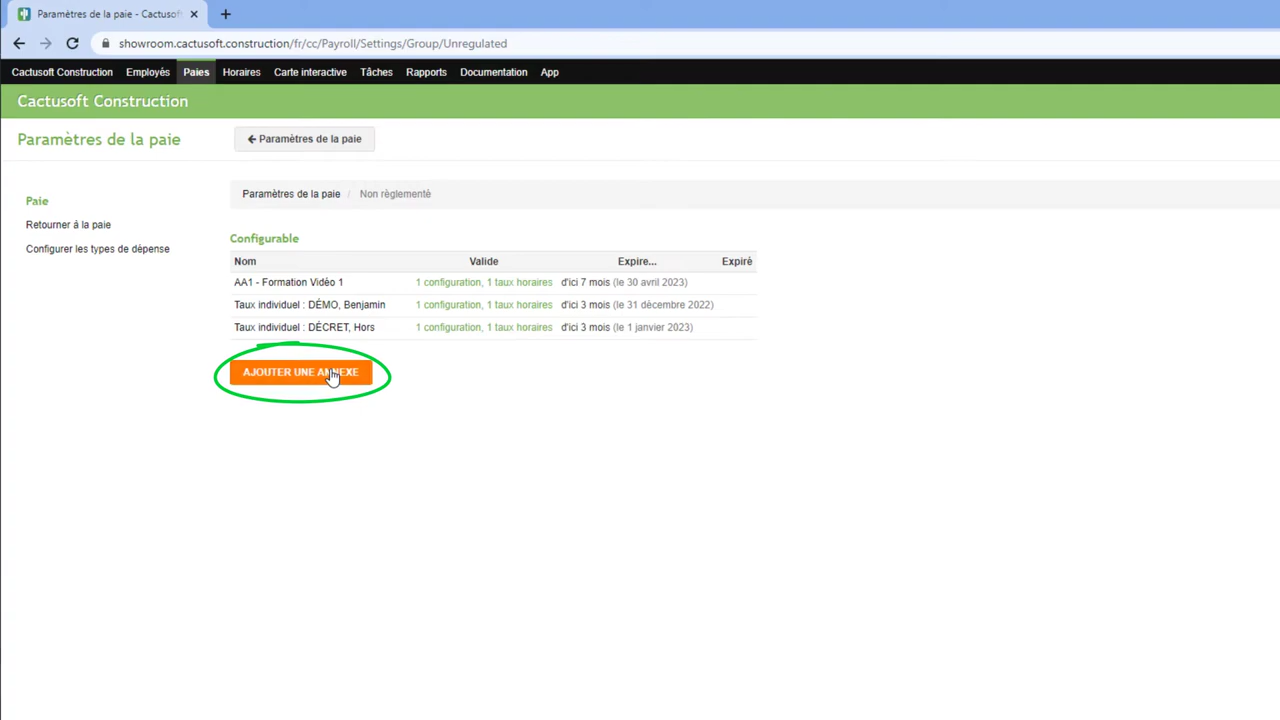 Paramètres de la paie - Cactusoft
showroom.cactusoft.construction/fr/cc/Payroll/Settings/Group/Unregulated
Cactusoft Construction Employés Paies Horaires Carte interactive Tâches Rapports Documentation App
Cactusoft Construction
Paramètres de la paie
Paramètres de la paie
Paie
Retourner à la paie
Configurer les types de dépense
Paramètres de la paie / Non règlementè
Configurable
Nom Valide Expire... Expiré
AA1 - Formation Vidéo 1 1 configuration, 1 taux horaires d'ici 7 mois (le 30 avril 2023)
Taux individuel : DÉMO, Benjamin 1 configuration, 1 taux horaires d'ici 3 mois (le 31 décembre 2022)
Taux individuel : DÉCRET, Hors 1 configuration, 1 taux horaires d'ici 3 mois (le 1 janvier 2023)
AJOUTER UNE ANNEXE